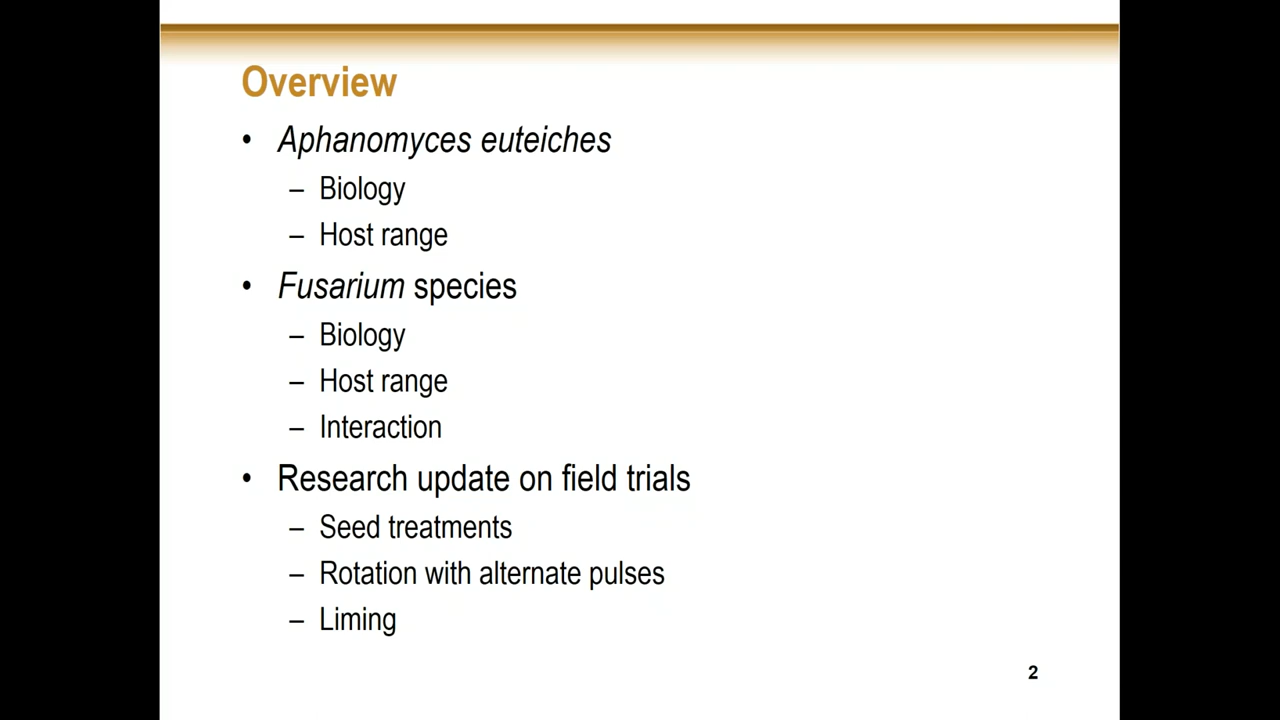 Overview
• Aphanomyces euteiches
– Biology
– Host range
• Fusarium species
– Biology
– Host range
– Interaction
• Research update on field trials
– Seed treatments
– Rotation with alternate pulses
– Liming
2